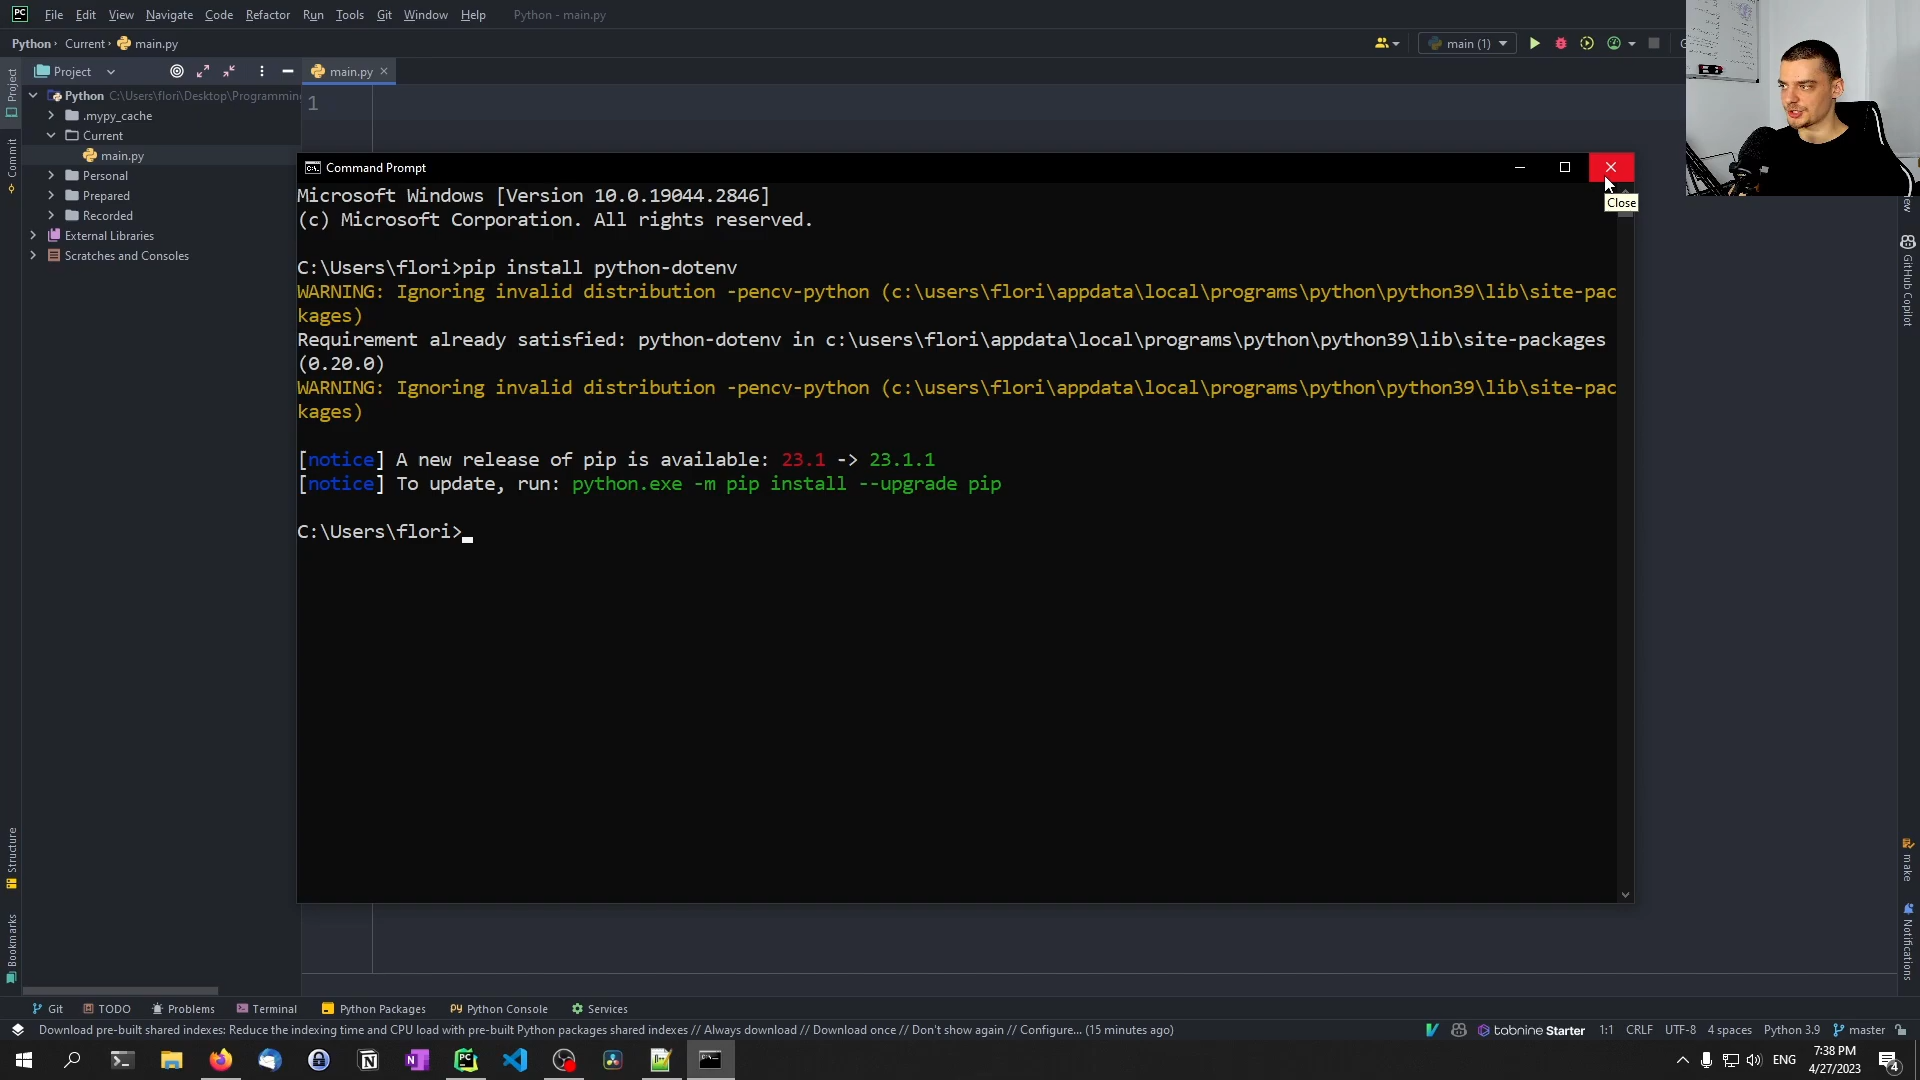 File Edit View Navigate Code Refactor Run Tools Git Window Help Python - main.py
Python Current main.py
main (1)
Project
main.py
Python C:\Users\flori\Desktop\Programmin
.mypy_cache
Current
main.py
Personal
Prepared
Recorded
External Libraries
Scratches and Consoles
1
Project
Commit
Structure
Bookmarks
Command Prompt
Close
Microsoft Windows [Version 10.0.19044.2846]
(c) Microsoft Corporation. All rights reserved.
C:\Users\flori>pip install python-dotenv
WARNING: Ignoring invalid distribution -pencv-python (c:\users\flori\appdata\local\programs\python\python39\lib\site-pac
kages)
Requirement already satisfied: python-dotenv in c:\users\flori\appdata\local\programs\python\python39\lib\site-packages
(0.20.0)
WARNING: Ignoring invalid distribution -pencv-python (c:\users\flori\appdata\local\programs\python\python39\lib\site-pac
kages)
[notice] A new release of pip is available: 23.1 -> 23.1.1
[notice] To update, run: python.exe -m pip install --upgrade pip
C:\Users\flori>
GitHub Copilot
make
Notifications
Git TODO Problems Terminal Python Packages Python Console Services
Download pre-built shared indexes: Reduce the indexing time and CPU load with pre-built Python packages shared indexes // Always download // Download once // Don't show again // Configure... (15 minutes ago)
tabnine Starter 1:1 CRLF UTF-8 4 spaces Python 3.9 master
ENG
7:38 PM
4/27/2023
4